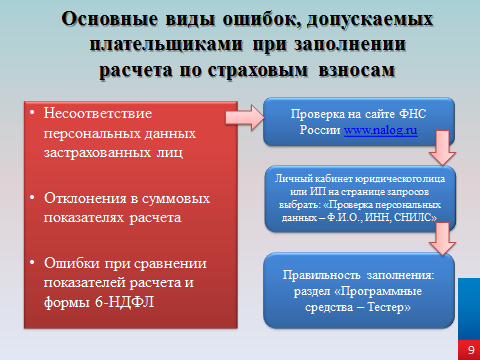 Основные виды ошибок, допускаемых
плательщиками при заполнении
расчета по страховым взносам
• Несоответствие
персональных данных
застрахованных лиц
• Отклонения в суммовых
показателях расчета
• Ошибки при сравнении
показателей расчета и
формы 6-НДФЛ
Проверка на сайте ФНС
России www.nalog.ru
Личный кабинет юридического лица
или ИП на странице запросов
выбрать: «Проверка персональных
данных – Ф.И.О., ИНН, СНИЛС»
Правильность заполнения:
раздел «Программные
средства – Тестер»
9